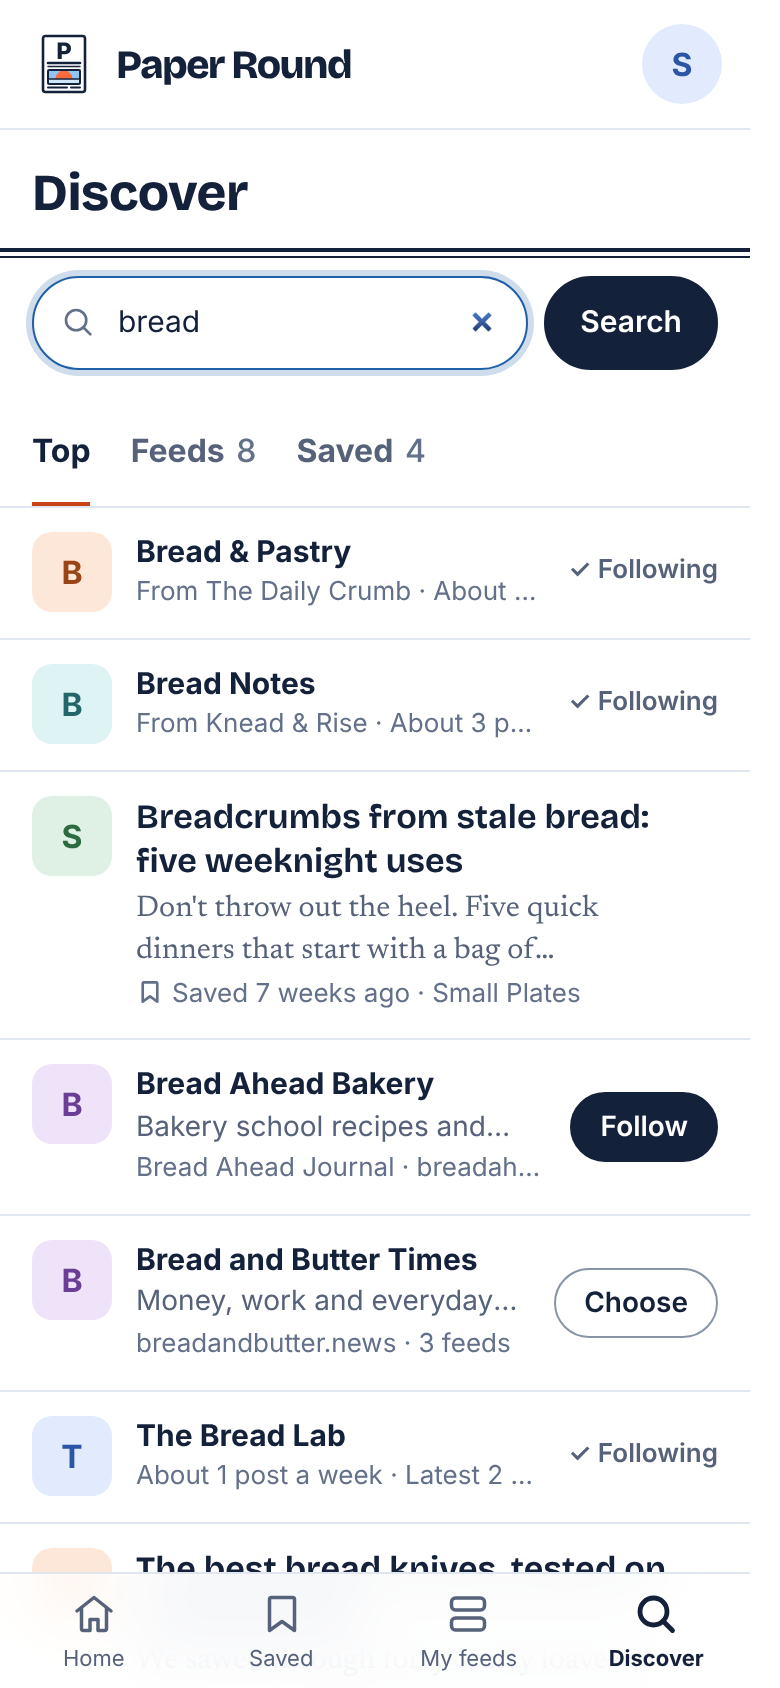 P
Paper Round
S
Discover
bread
Search
Top
Feeds 8
Saved 4
B
Bread & Pastry
From The Daily Crumb · About ...
✓ Following
B
Bread Notes
From Knead & Rise · About 3 p...
✓ Following
S
Breadcrumbs from stale bread:
five weeknight uses
Don't throw out the heel. Five quick
dinners that start with a bag of...
Saved 7 weeks ago · Small Plates
B
Bread Ahead Bakery
Bakery school recipes and...
Bread Ahead Journal · breadah...
Follow
B
Bread and Butter Times
Money, work and everyday...
breadandbutter.news · 3 feeds
Choose
T
The Bread Lab
About 1 post a week · Latest 2 ...
✓ Following
The best bread knives, tested on
Home
Saved
My feeds
Discover